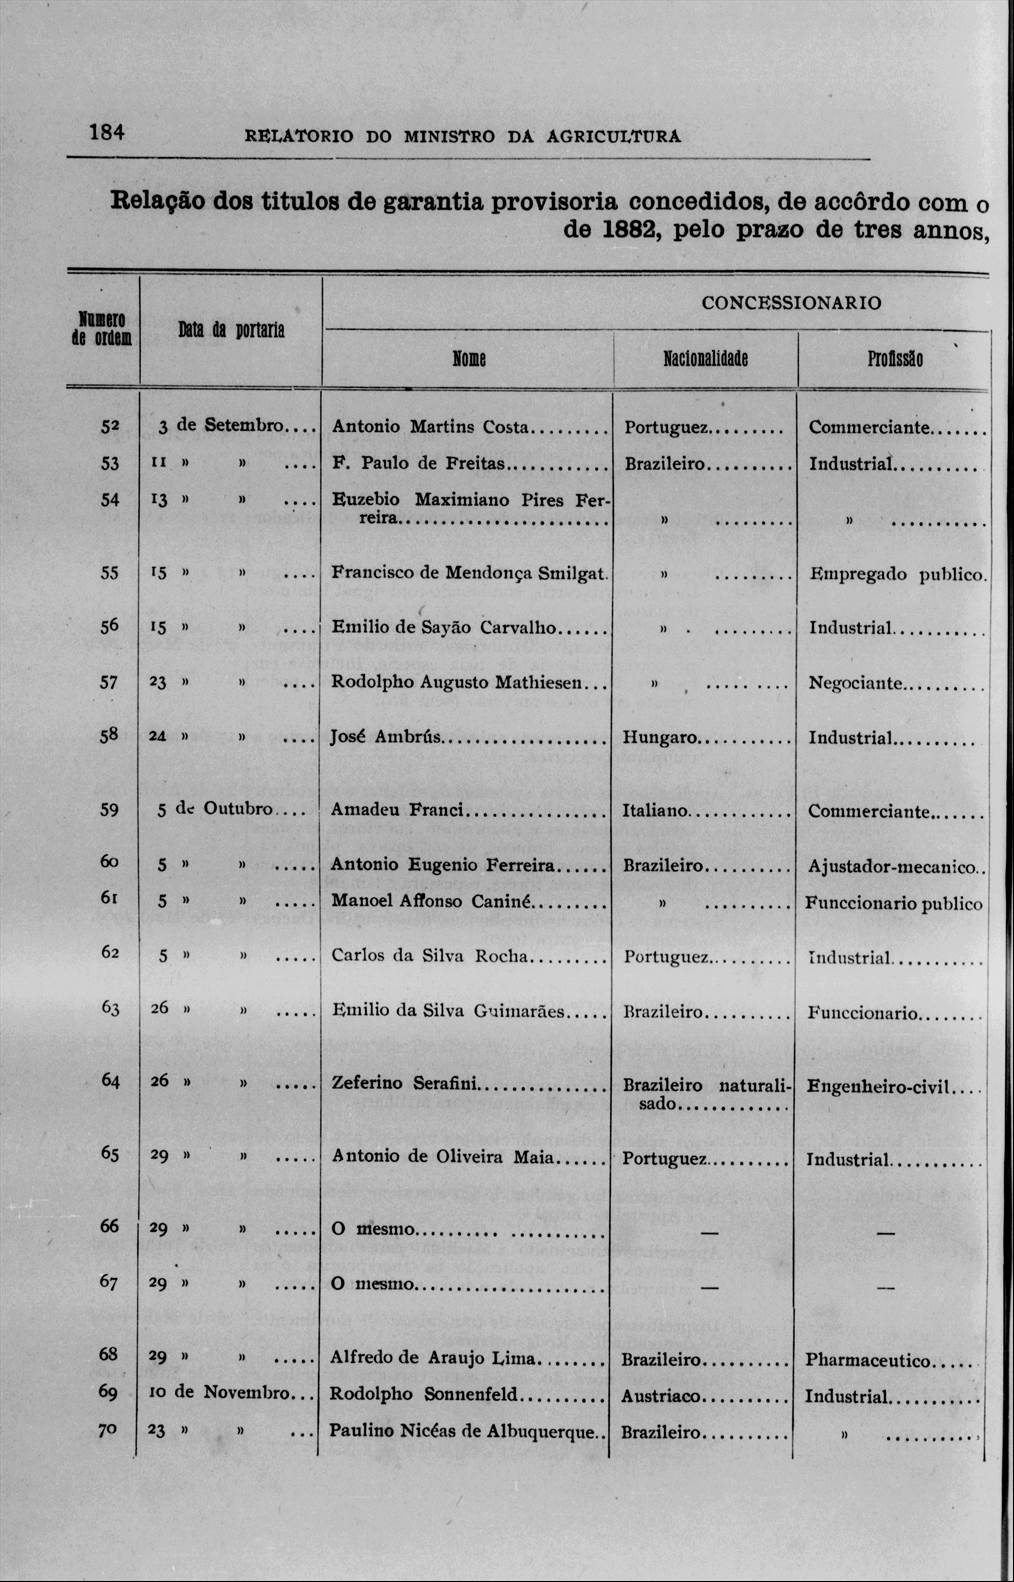 184 RELATORIO DO MINISTRO DA AGRICULTURA
Relação dos titulos de garantia provisoria concedidos, de accôrdo com o
de 1882, pelo prazo de tres annos,
Numero de ordem Data da portaria CONCESSIONARIO
Nome Nacionalidade Profissão
52 3 de Setembro.... Antonio Martins Costa......... Portuguez......... Commerciante.......
53 11 » » .... F. Paulo de Freitas............ Brazileiro.......... Industrial..........
54 13 » » .... Euzebio Maximiano Pires Fer-
reira........................ » ......... » ...........
55 15 » » .... Francisco de Mendonça Smilgat. » ......... Empregado publico.
56 15 » » .... Emilio de Sayão Carvalho...... » ......... Industrial...........
57 23 » » .... Rodolpho Augusto Mathiesen... » ......... Negociante..........
58 24 » » .... José Ambrús................... Hungaro........... Industrial..........
59 5 de Outubro.... Amadeu Franci................ Italiano............ Commerciante.......
60 5 » » ..... Antonio Eugenio Ferreira...... Brazileiro.......... Ajustador-mecanico..
61 5 » » ..... Manoel Affonso Caniné......... » .......... Funccionario publico
62 5 » » ..... Carlos da Silva Rocha......... Portuguez.......... Industrial...........
63 26 » » ..... Emilio da Silva Guimarães..... Brazileiro.......... Funccionario........
64 26 » » ..... Zeferino Serafini............... Brazileiro naturali- Engenheiro-civil....
sado.............
65 29 » » ..... Antonio de Oliveira Maia...... Portuguez.......... Industrial...........
66 29 » » ..... O mesmo..................... — —
67 29 » » ..... O mesmo...................... — —
68 29 » » ..... Alfredo de Araujo Lima........ Brazileiro.......... Pharmaceutico.....
69 10 de Novembro... Rodolpho Sonnenfeld.......... Austriaco.......... Industrial...........
70 23 » » ... Paulino Nicéas de Albuquerque.. Brazileiro.......... » ..........